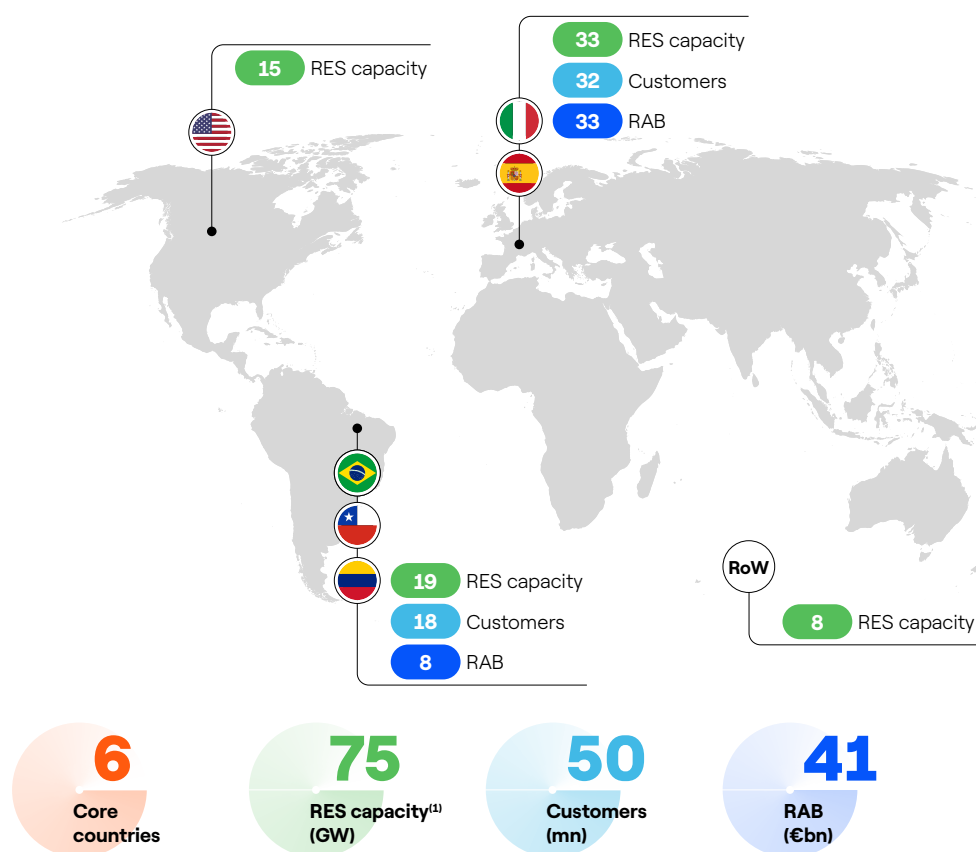 15 RES capacity
33 RES capacity
32 Customers
33 RAB
19 RES capacity
18 Customers
8 RAB
RoW
8 RES capacity
6
Core
countries
75
RES capacity(1)
(GW)
50
Customers
(mn)
41
RAB
(€bn)